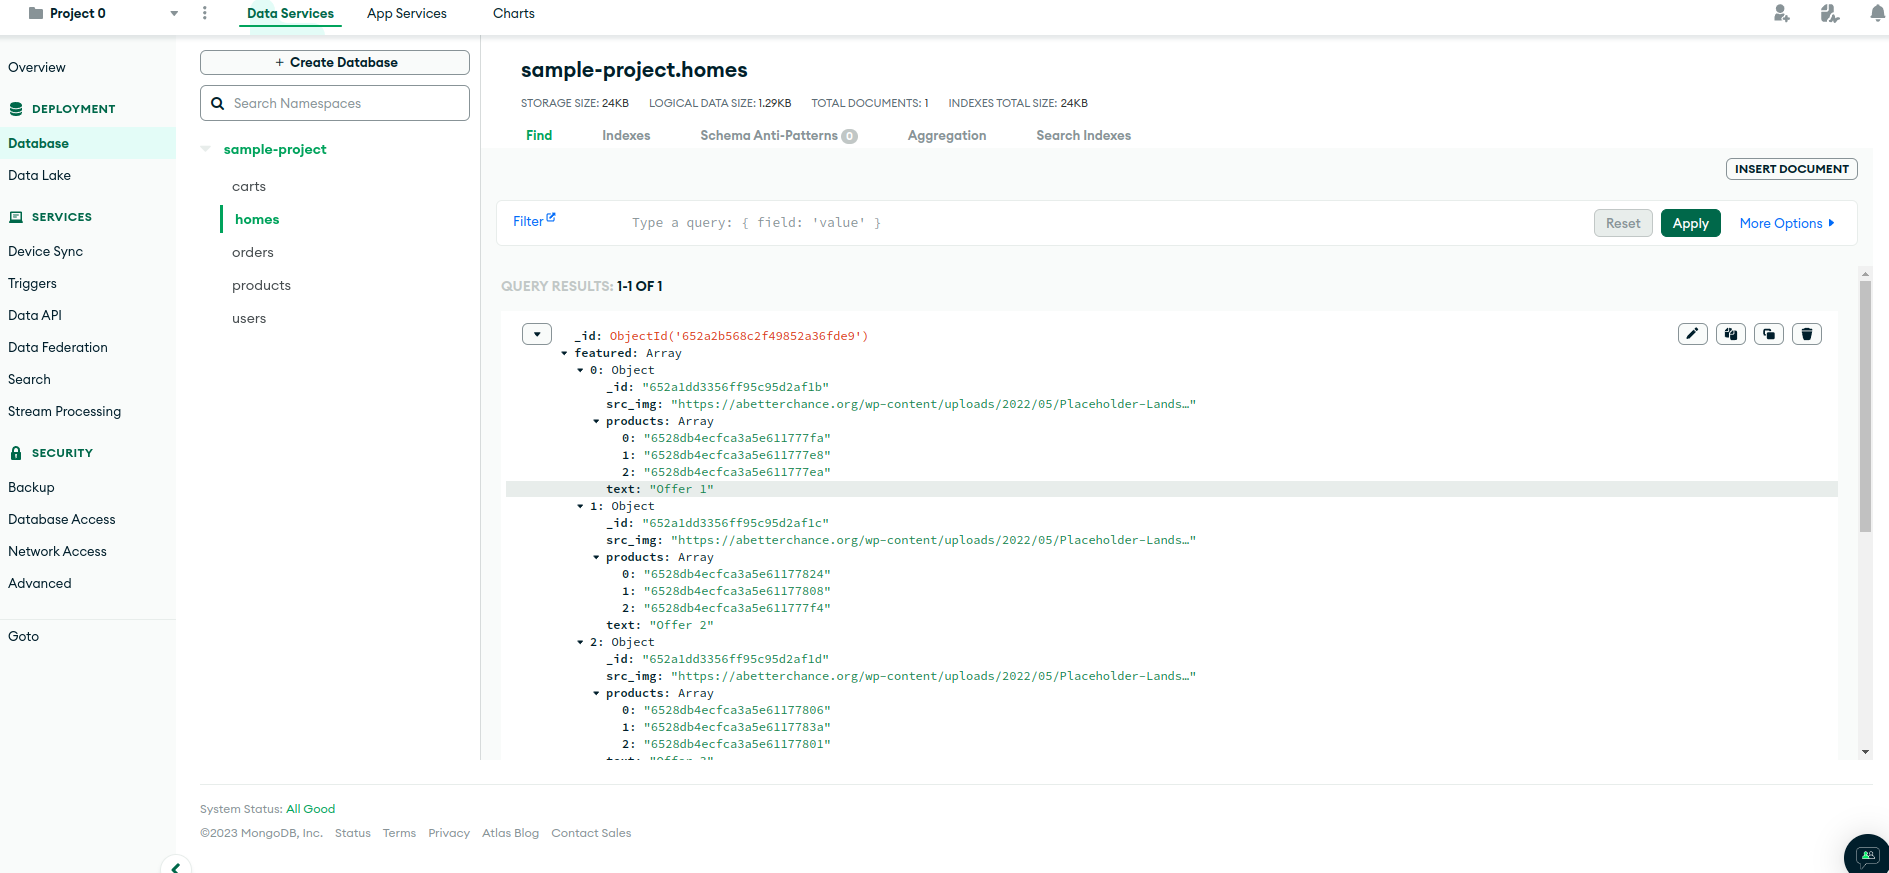 Project 0
Data Services
App Services
Charts
Overview
DEPLOYMENT
Database
Data Lake
SERVICES
Device Sync
Triggers
Data API
Data Federation
Search
Stream Processing
SECURITY
Backup
Database Access
Network Access
Advanced
Goto
+ Create Database
Search Namespaces
sample-project
carts
homes
orders
products
users
sample-project.homes
STORAGE SIZE: 24KB LOGICAL DATA SIZE: 1.29KB TOTAL DOCUMENTS: 1 INDEXES TOTAL SIZE: 24KB
Find Indexes Schema Anti-Patterns 0 Aggregation Search Indexes
INSERT DOCUMENT
Filter Type a query: { field: 'value' } Reset Apply More Options
QUERY RESULTS: 1-1 OF 1
_id: ObjectId('652a2b568c2f49852a36fde9')
featured: Array
0: Object
_id: "652a1dd3356ff95c95d2af1b"
src_img: "https://abetterchance.org/wp-content/uploads/2022/05/Placeholder-Lands…"
products: Array
0: "6528db4ecfca3a5e611777fa"
1: "6528db4ecfca3a5e611777e8"
2: "6528db4ecfca3a5e611777ea"
text: "Offer 1"
1: Object
_id: "652a1dd3356ff95c95d2af1c"
src_img: "https://abetterchance.org/wp-content/uploads/2022/05/Placeholder-Lands…"
products: Array
0: "6528db4ecfca3a5e61177824"
1: "6528db4ecfca3a5e61177808"
2: "6528db4ecfca3a5e611777f4"
text: "Offer 2"
2: Object
_id: "652a1dd3356ff95c95d2af1d"
src_img: "https://abetterchance.org/wp-content/uploads/2022/05/Placeholder-Lands…"
products: Array
0: "6528db4ecfca3a5e61177806"
1: "6528db4ecfca3a5e6117783a"
2: "6528db4ecfca3a5e61177801"
System Status: All Good
©2023 MongoDB, Inc. Status Terms Privacy Atlas Blog Contact Sales